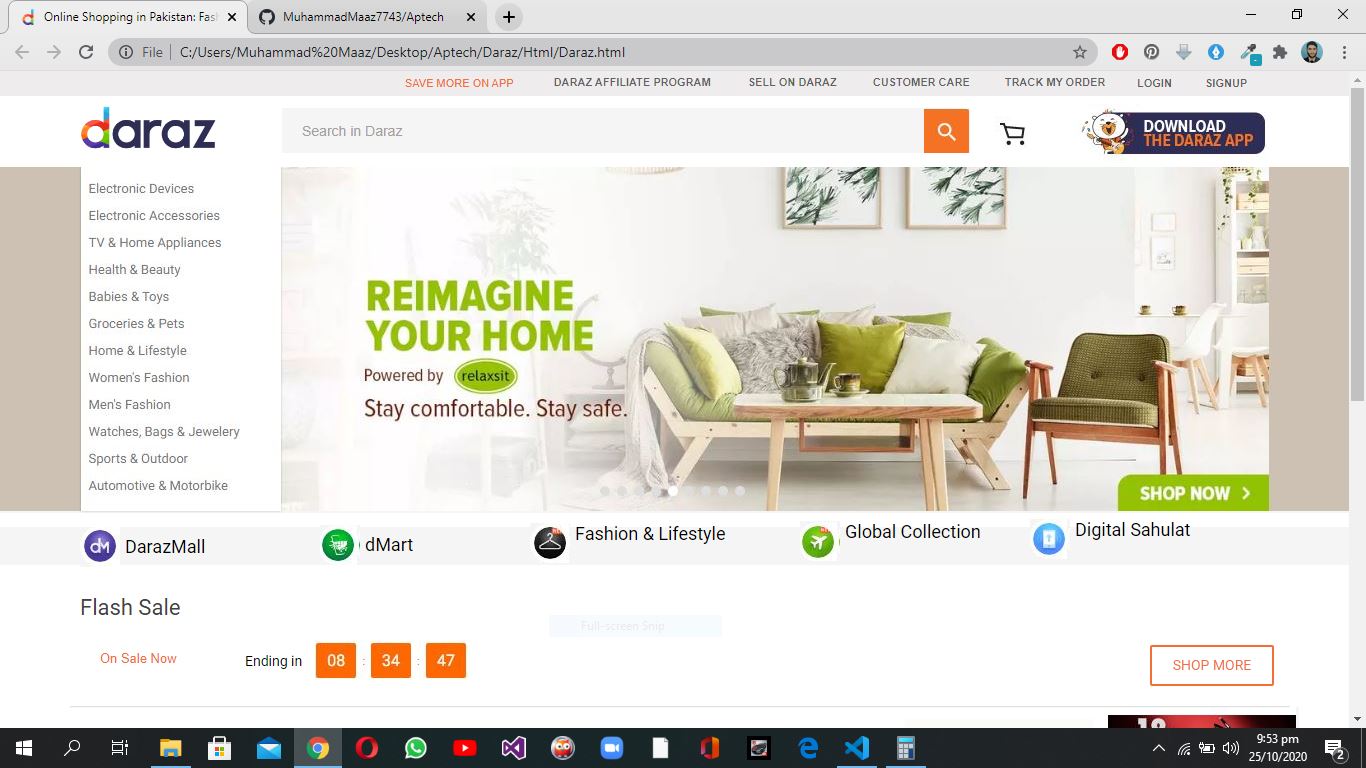 Online Shopping in Pakistan: Fash
MuhammadMaaz7743/Aptech
File
C:/Users/Muhammad%20Maaz/Desktop/Aptech/Daraz/Html/Daraz.html
SAVE MORE ON APP
DARAZ AFFILIATE PROGRAM
SELL ON DARAZ
CUSTOMER CARE
TRACK MY ORDER
LOGIN
SIGNUP
daraz
Search in Daraz
DOWNLOAD
THE DARAZ APP
Electronic Devices
Electronic Accessories
TV & Home Appliances
Health & Beauty
Babies & Toys
Groceries & Pets
Home & Lifestyle
Women's Fashion
Men's Fashion
Watches, Bags & Jewelery
Sports & Outdoor
Automotive & Motorbike
REIMAGINE
YOUR HOME
Powered by relaxsit
Stay comfortable. Stay safe.
SHOP NOW
dM
DarazMall
dMart
Fashion & Lifestyle
Global Collection
Digital Sahulat
Flash Sale
Full-screen Snip
On Sale Now
Ending in
08 : 34 : 47
SHOP MORE
9:53 pm
25/10/2020
2